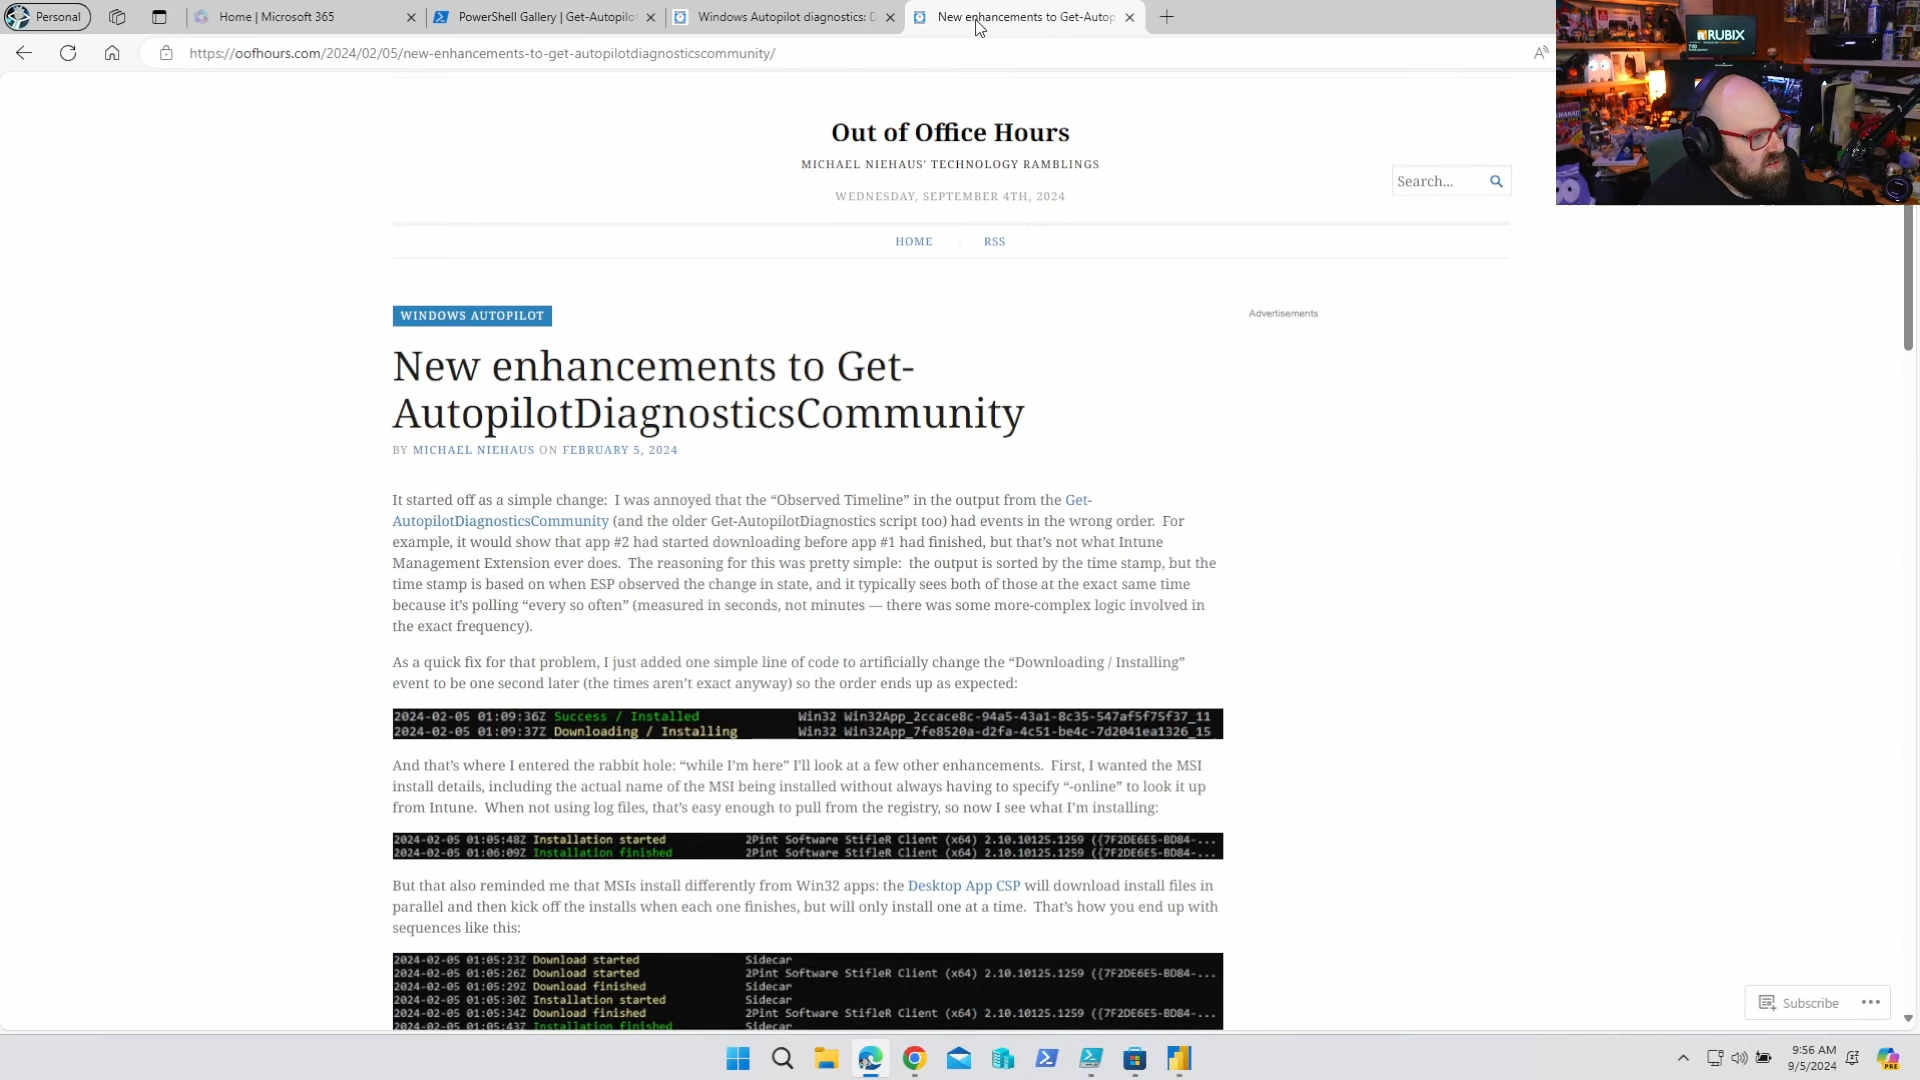 Personal
Home | Microsoft 365
PowerShell Gallery | Get-Autopilot
Windows Autopilot diagnostics: D
New enhancements to Get-Autop
https://oofhours.com/2024/02/05/new-enhancements-to-get-autopilotdiagnosticscommunity/
RUBIX
Out of Office Hours
MICHAEL NIEHAUS' TECHNOLOGY RAMBLINGS
WEDNESDAY, SEPTEMBER 4TH, 2024
Search...
HOME
RSS
WINDOWS AUTOPILOT
Advertisements
New enhancements to Get-
AutopilotDiagnosticsCommunity
BY MICHAEL NIEHAUS ON FEBRUARY 5, 2024
It started off as a simple change:  I was annoyed that the “Observed Timeline” in the output from the Get-
AutopilotDiagnosticsCommunity (and the older Get-AutopilotDiagnostics script too) had events in the wrong order.  For
example, it would show that app #2 had started downloading before app #1 had finished, but that’s not what Intune
Management Extension ever does.  The reasoning for this was pretty simple:  the output is sorted by the time stamp, but the
time stamp is based on when ESP observed the change in state, and it typically sees both of those at the exact same time
because it’s polling “every so often” (measured in seconds, not minutes — there was some more-complex logic involved in
the exact frequency).
As a quick fix for that problem, I just added one simple line of code to artificially change the “Downloading / Installing”
event to be one second later (the times aren’t exact anyway) so the order ends up as expected:
2024-02-05 01:09:36Z Success / Installed Win32 Win32App_2ccace8c-94a5-43a1-8c35-547af5f75f37_11
2024-02-05 01:09:37Z Downloading / Installing Win32 Win32App_7fe8520a-d2fa-4c51-be4c-7d2041ea1326_15
And that’s where I entered the rabbit hole: “while I’m here” I’ll look at a few other enhancements.  First, I wanted the MSI
install details, including the actual name of the MSI being installed without always having to specify “-online” to look it up
from Intune.  When not using log files, that’s easy enough to pull from the registry, so now I see what I’m installing:
2024-02-05 01:05:48Z Installation started 2Pint Software StifleR Client (x64) 2.10.10125.1259 ({7F2DE6E5-BD84-...
2024-02-05 01:06:09Z Installation finished 2Pint Software StifleR Client (x64) 2.10.10125.1259 ({7F2DE6E5-BD84-...
But that also reminded me that MSIs install differently from Win32 apps: the Desktop App CSP will download install files in
parallel and then kick off the installs when each one finishes, but will only install one at a time.  That’s how you end up with
sequences like this:
2024-02-05 01:05:23Z Download started Sidecar
2024-02-05 01:05:26Z Download started 2Pint Software StifleR Client (x64) 2.10.10125.1259 ({7F2DE6E5-BD84-...
2024-02-05 01:05:29Z Download finished Sidecar
2024-02-05 01:05:30Z Installation started Sidecar
2024-02-05 01:05:34Z Download finished 2Pint Software StifleR Client (x64) 2.10.10125.1259 ({7F2DE6E5-BD84-...
2024-02-05 01:05:43Z Installation finished Sidecar
Subscribe
9:56 AM
9/5/2024
PRE